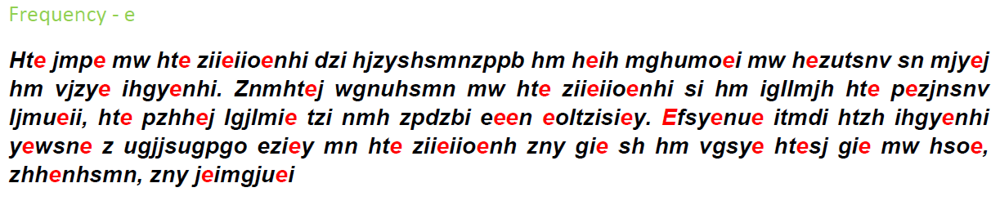 Frequency - e
Hte jmpe mw hte ziieiioenhi dzi hjzyshsmnzppb hm heih mghumoei mw hezutsnv sn mjyej
hm vjzye ihgyenhi. Znmhtej wgnuhsmn mw hte ziieiioenhi si hm igllmjh hte pezjnsnv
ljmueii, hte pzhhej lgjlmie tzi nmh zpdzbi eeen eoltzisiey. Efsyenue itmdi htzh ihgyenhi
yewsne z ugjjsugpgo eziey mn hte ziieiioenh zny gie sh hm vgsye htesj gie mw hsoe,
zhhenhsmn, zny jeimgjuei